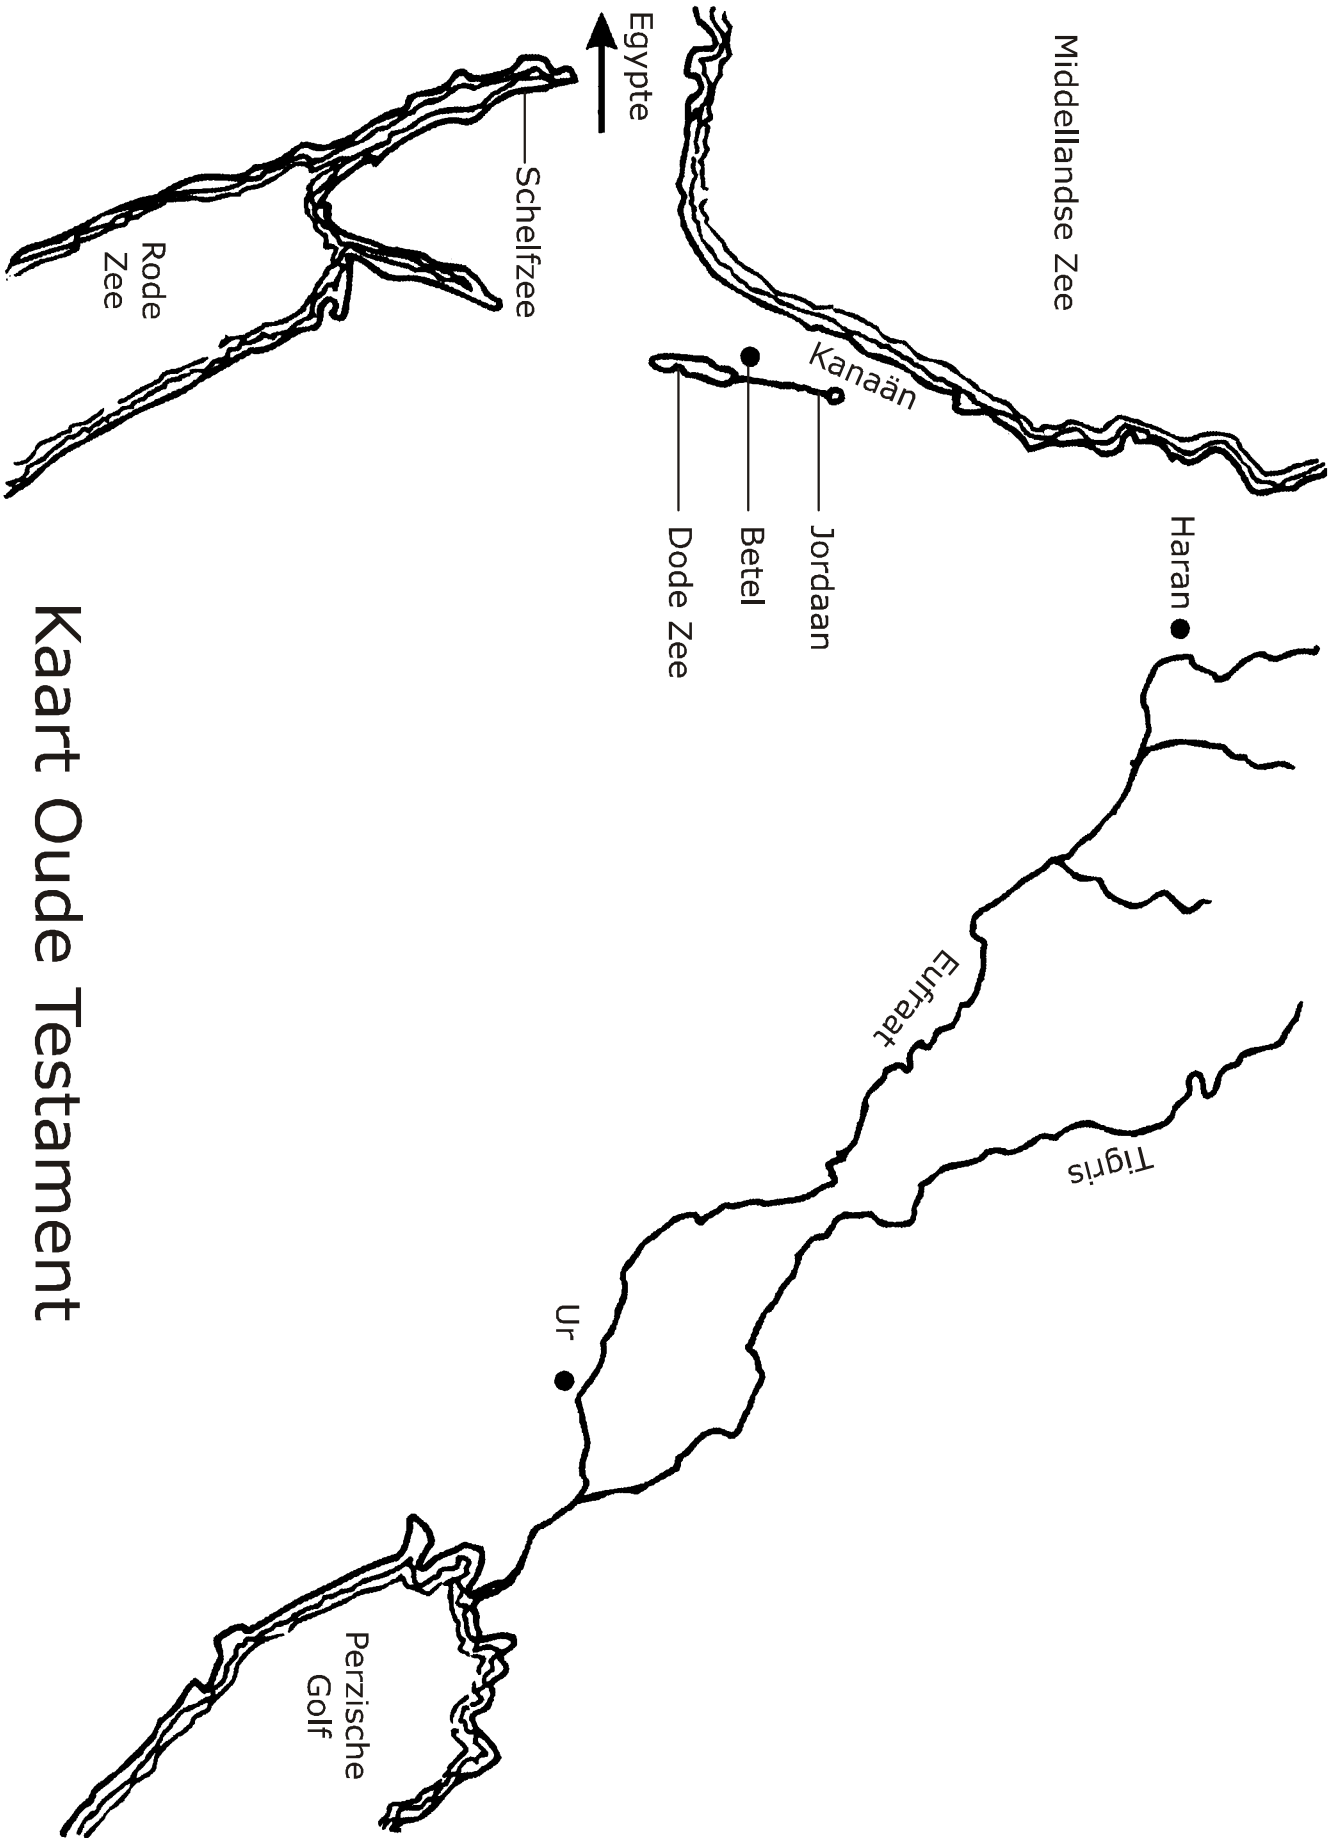 Middellandse Zee
Haran
Tigris
Eufraat
Kanaän
Jordaan
Betel
Dode Zee
Egypte
Ur
Schelfzee
Perzische
Golf
Rode
Zee
Kaart Oude Testament